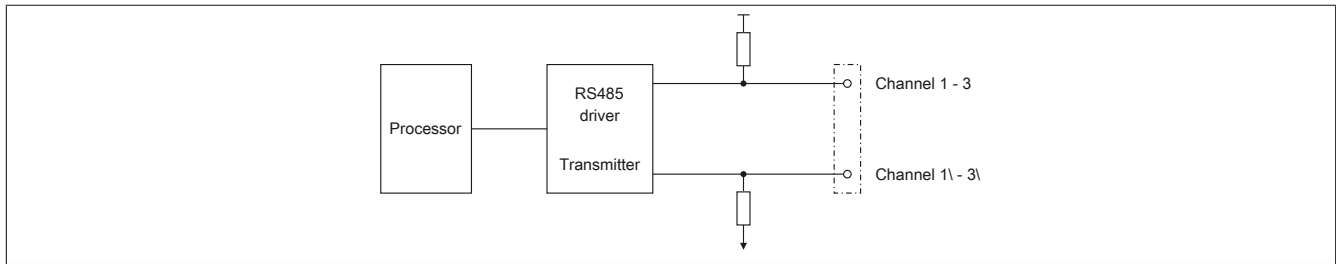 Processor
RS485
driver
Transmitter
Channel 1 - 3
Channel 1\ - 3\